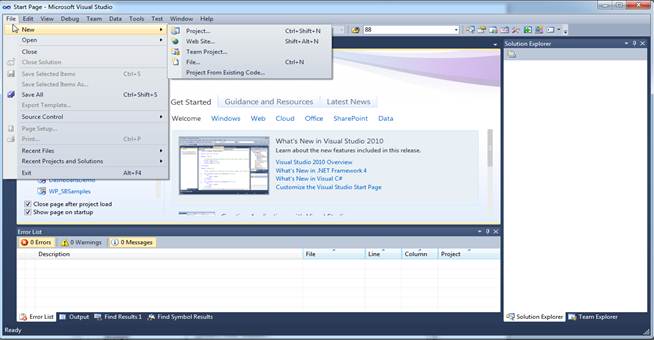 Start Page - Microsoft Visual Studio
File Edit View Debug Team Data Tools Test Window Help
New
Open
Close
Close Solution
Save Selected Items Ctrl+S
Save Selected Items As...
Save All Ctrl+Shift+S
Export Template...
Source Control
Page Setup...
Print... Ctrl+P
Recent Files
Recent Projects and Solutions
Exit Alt+F4
Project... Ctrl+Shift+N
Web Site... Shift+Alt+N
Team Project...
File... Ctrl+N
Project From Existing Code...
88
Get Started Guidance and Resources Latest News
Welcome Windows Web Cloud Office SharePoint Data
What's New in Visual Studio 2010
Learn about the new features included in this release.
Visual Studio 2010 Overview
What's New in .NET Framework 4
What's New in Visual C#
Customize the Visual Studio Start Page
WP_SESamples
Close page after project load
Show page on startup
Solution Explorer
Error List
0 Errors 0 Warnings 0 Messages
Description File Line Column Project
Error List Output Find Results 1 Find Symbol Results
Solution Explorer Team Explorer
Ready